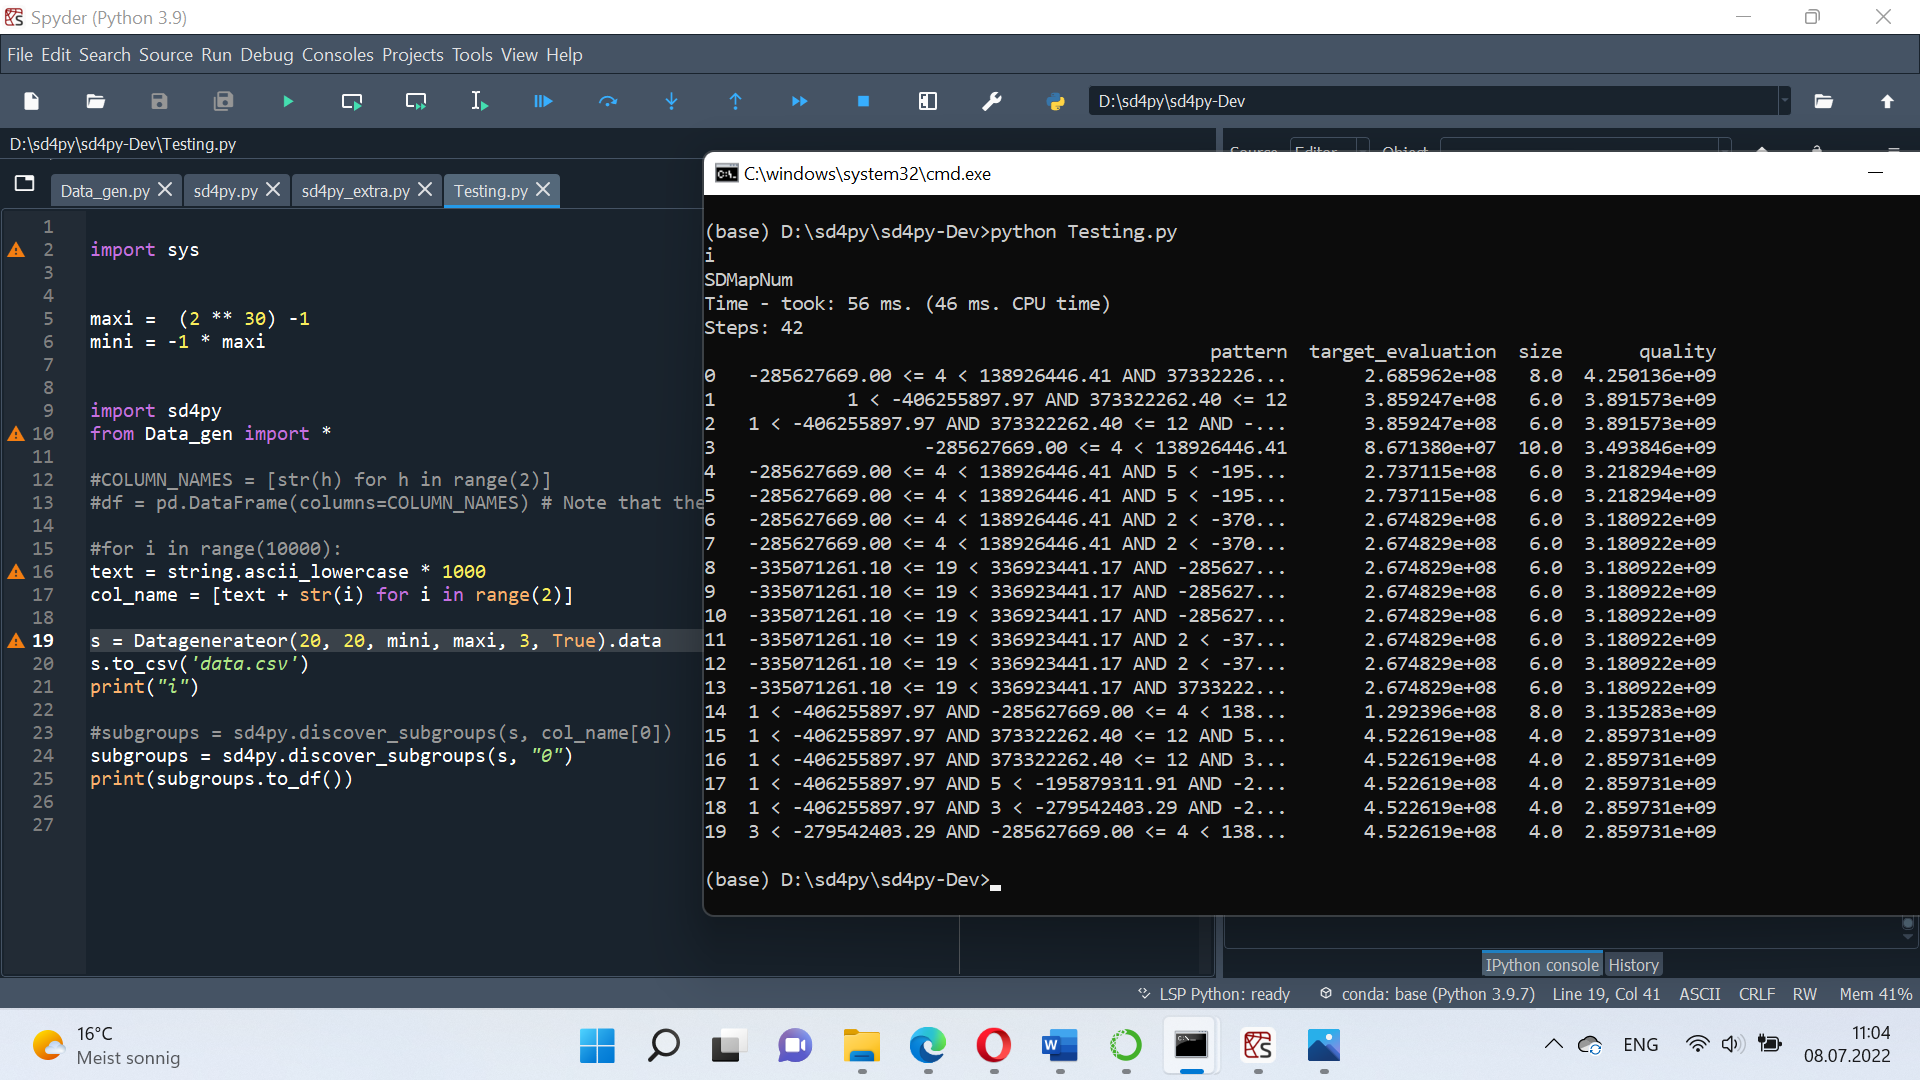 Spyder (Python 3.9)
File Edit Search Source Run Debug Consoles Projects Tools View Help
D:\sd4py\sd4py-Dev
D:\sd4py\sd4py-Dev\Testing.py
Data_gen.py sd4py.py sd4py_extra.py Testing.py
1
2 import sys
3
4
5 maxi = (2 ** 30) -1
6 mini = -1 * maxi
7
8
9 import sd4py
10 from Data_gen import *
11
12 #COLUMN_NAMES = [str(h) for h in range(2)]
13 #df = pd.DataFrame(columns=COLUMN_NAMES) # Note that the
14
15 #for i in range(10000):
16 text = string.ascii_lowercase * 1000
17 col_name = [text + str(i) for i in range(2)]
18
19 s = Datagenerateor(20, 20, mini, maxi, 3, True).data
20 s.to_csv('data.csv')
21 print("i")
22
23 #subgroups = sd4py.discover_subgroups(s, col_name[0])
24 subgroups = sd4py.discover_subgroups(s, "0")
25 print(subgroups.to_df())
26
27
C:\windows\system32\cmd.exe
(base) D:\sd4py\sd4py-Dev>python Testing.py
i
SDMapNum
Time - took: 56 ms. (46 ms. CPU time)
Steps: 42
pattern target_evaluation size quality
0 -285627669.00 <= 4 < 138926446.41 AND 37332226... 2.685962e+08 8.0 4.250136e+09
1 1 < -406255897.97 AND 373322262.40 <= 12 3.859247e+08 6.0 3.891573e+09
2 1 < -406255897.97 AND 373322262.40 <= 12 AND -... 3.859247e+08 6.0 3.891573e+09
3 -285627669.00 <= 4 < 138926446.41 8.671380e+07 10.0 3.493846e+09
4 -285627669.00 <= 4 < 138926446.41 AND 5 < -195... 2.737115e+08 6.0 3.218294e+09
5 -285627669.00 <= 4 < 138926446.41 AND 5 < -195... 2.737115e+08 6.0 3.218294e+09
6 -285627669.00 <= 4 < 138926446.41 AND 2 < -370... 2.674829e+08 6.0 3.180922e+09
7 -285627669.00 <= 4 < 138926446.41 AND 2 < -370... 2.674829e+08 6.0 3.180922e+09
8 -335071261.10 <= 19 < 336923441.17 AND -285627... 2.674829e+08 6.0 3.180922e+09
9 -335071261.10 <= 19 < 336923441.17 AND -285627... 2.674829e+08 6.0 3.180922e+09
10 -335071261.10 <= 19 < 336923441.17 AND -285627... 2.674829e+08 6.0 3.180922e+09
11 -335071261.10 <= 19 < 336923441.17 AND 2 < -37... 2.674829e+08 6.0 3.180922e+09
12 -335071261.10 <= 19 < 336923441.17 AND 2 < -37... 2.674829e+08 6.0 3.180922e+09
13 -335071261.10 <= 19 < 336923441.17 AND 3733222... 2.674829e+08 6.0 3.180922e+09
14 1 < -406255897.97 AND -285627669.00 <= 4 < 138... 1.292396e+08 8.0 3.135283e+09
15 1 < -406255897.97 AND 373322262.40 <= 12 AND 5... 4.522619e+08 4.0 2.859731e+09
16 1 < -406255897.97 AND 373322262.40 <= 12 AND 3... 4.522619e+08 4.0 2.859731e+09
17 1 < -406255897.97 AND 5 < -195879311.91 AND -2... 4.522619e+08 4.0 2.859731e+09
18 1 < -406255897.97 AND 3 < -279542403.29 AND -2... 4.522619e+08 4.0 2.859731e+09
19 3 < -279542403.29 AND -285627669.00 <= 4 < 138... 4.522619e+08 4.0 2.859731e+09
(base) D:\sd4py\sd4py-Dev>
IPython console History
LSP Python: ready conda: base (Python 3.9.7) Line 19, Col 41 ASCII CRLF RW Mem 41%
16°C
Meist sonnig
ENG
11:04
08.07.2022